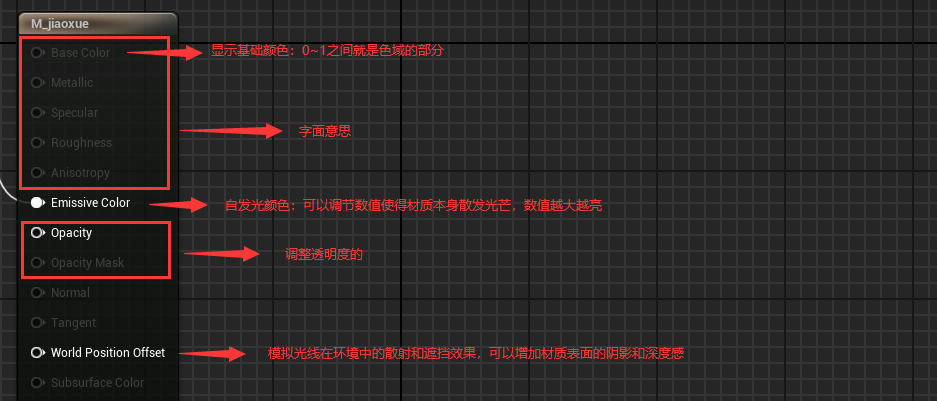 M_jiaoxue
Base Color
显示基础颜色：0~1之间就是色域的部分
Metallic
Specular
字面意思
Roughness
Anisotropy
Emissive Color
自发光颜色：可以调节数值使得材质本身散发光芒，数值越大越亮
Opacity
调整透明度的
Opacity Mask
Normal
Tangent
World Position Offset
模拟光线在环境中的散射和遮挡效果，可以增加材质表面的阴影和深度感
Subsurface Color